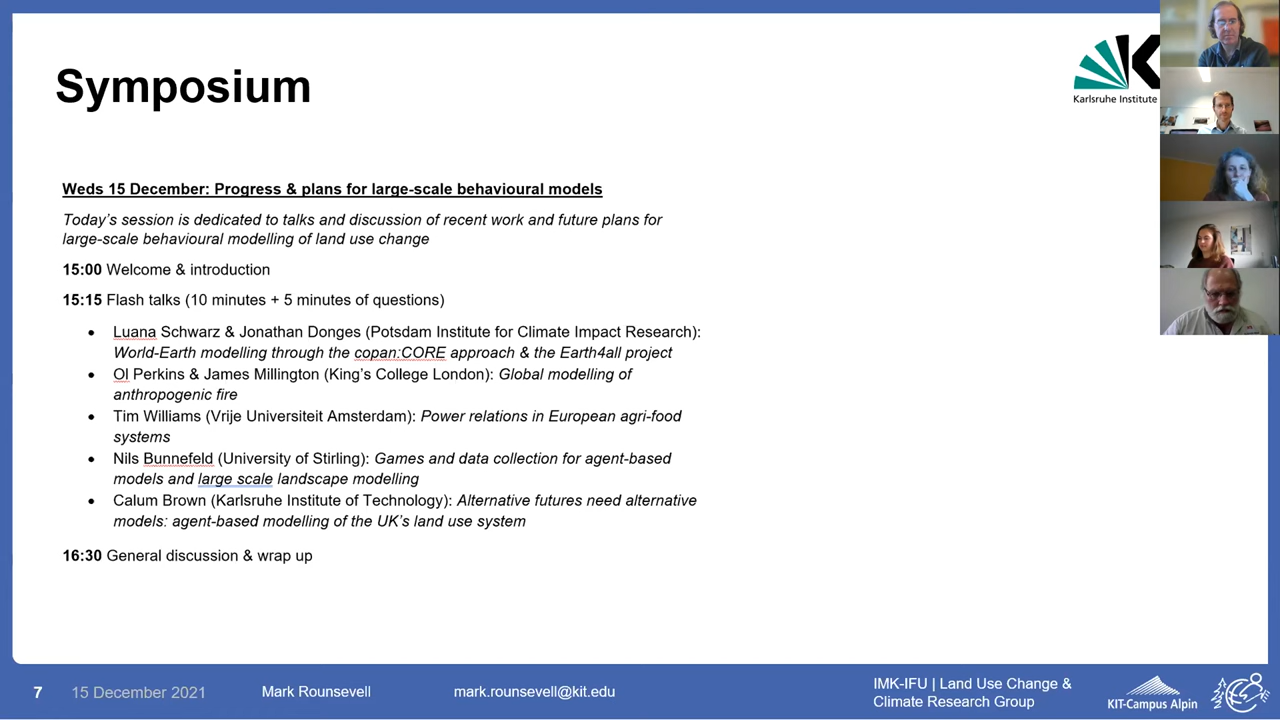 Symposium
Karlsruhe Institute
Weds 15 December: Progress & plans for large-scale behavioural models
Today's session is dedicated to talks and discussion of recent work and future plans for
large-scale behavioural modelling of land use change
15:00 Welcome & introduction
15:15 Flash talks (10 minutes + 5 minutes of questions)
• Luana Schwarz & Jonathan Donges (Potsdam Institute for Climate Impact Research):
World-Earth modelling through the copan:CORE approach & the Earth4all project
• Ol Perkins & James Millington (King's College London): Global modelling of
anthropogenic fire
• Tim Williams (Vrije Universiteit Amsterdam): Power relations in European agri-food
systems
• Nils Bunnefeld (University of Stirling): Games and data collection for agent-based
models and large scale landscape modelling
• Calum Brown (Karlsruhe Institute of Technology): Alternative futures need alternative
models: agent-based modelling of the UK's land use system
16:30 General discussion & wrap up
7 15 December 2021 Mark Rounsevell mark.rounsevell@kit.edu
IMK-IFU | Land Use Change &
Climate Research Group
KIT-Campus Alpin